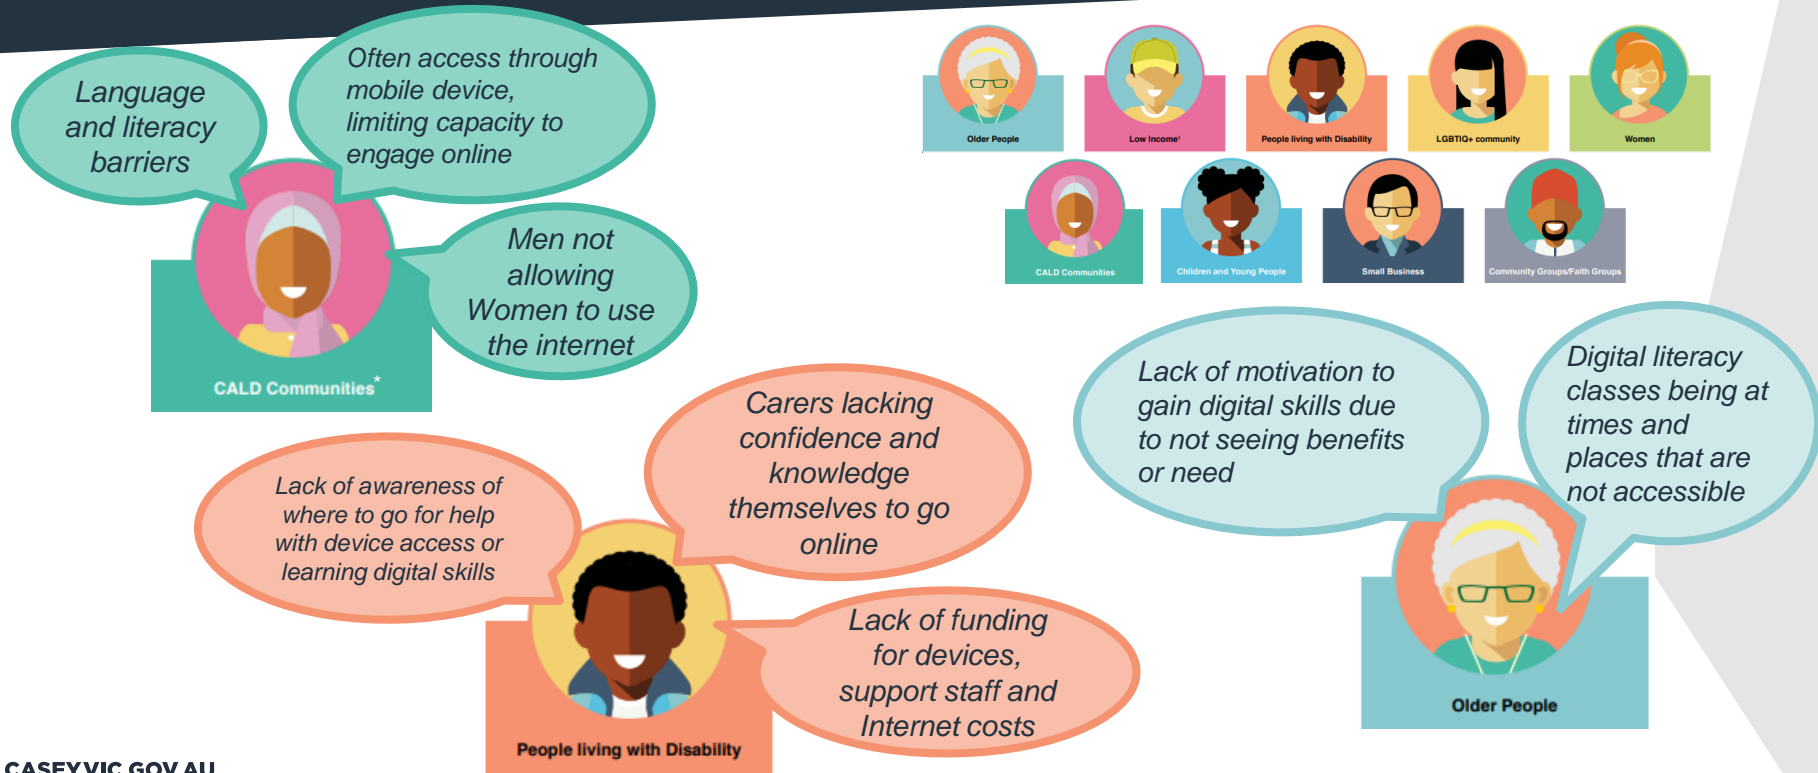 Language
and literacy
barriers
Often access through
mobile device,
limiting capacity to
engage online
Men not
allowing
Women to use
the internet
CALD Communities*
Older People
Low Income¹
People living with Disability
LGBTIQ+ community
Women
CALD Communities
Children and Young People
Small Business
Community Groups/Faith Groups
Lack of awareness of
where to go for help
with device access or
learning digital skills
Carers lacking
confidence and
knowledge
themselves to go
online
Lack of funding
for devices,
support staff and
Internet costs
People living with Disability
Lack of motivation to
gain digital skills due
to not seeing benefits
or need
Digital literacy
classes being at
times and
places that are
not accessible
Older People
CASEY.VIC.GOV.AU